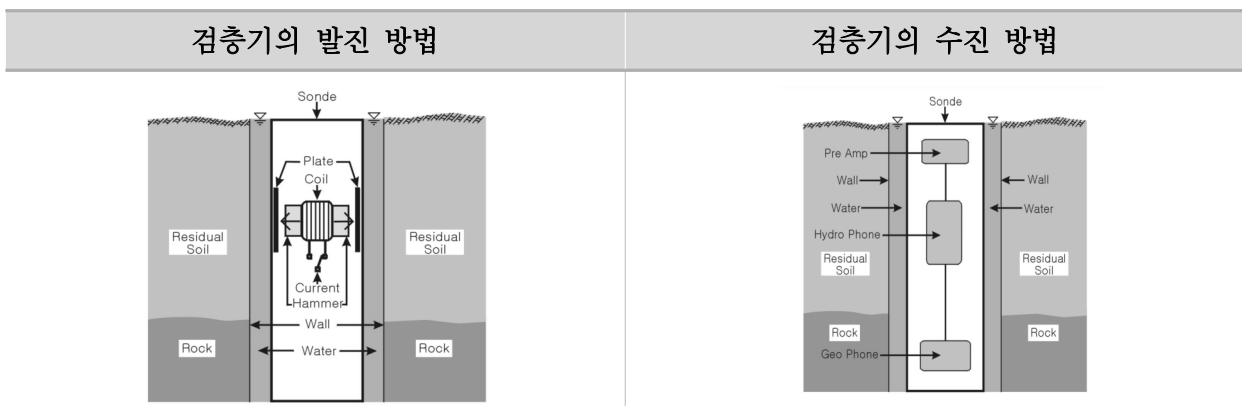 검층기의 발진 방법
검층기의 수진 방법
Sonde
Plate
Coil
Residual
Soil
Residual
Soil
Current
Hammer
Wall
Rock
Water
Rock
Sonde
Pre Amp
Wall
Wall
Water
Water
Hydro Phone
Residual
Soil
Residual
Soil
Rock
Rock
Geo Phone